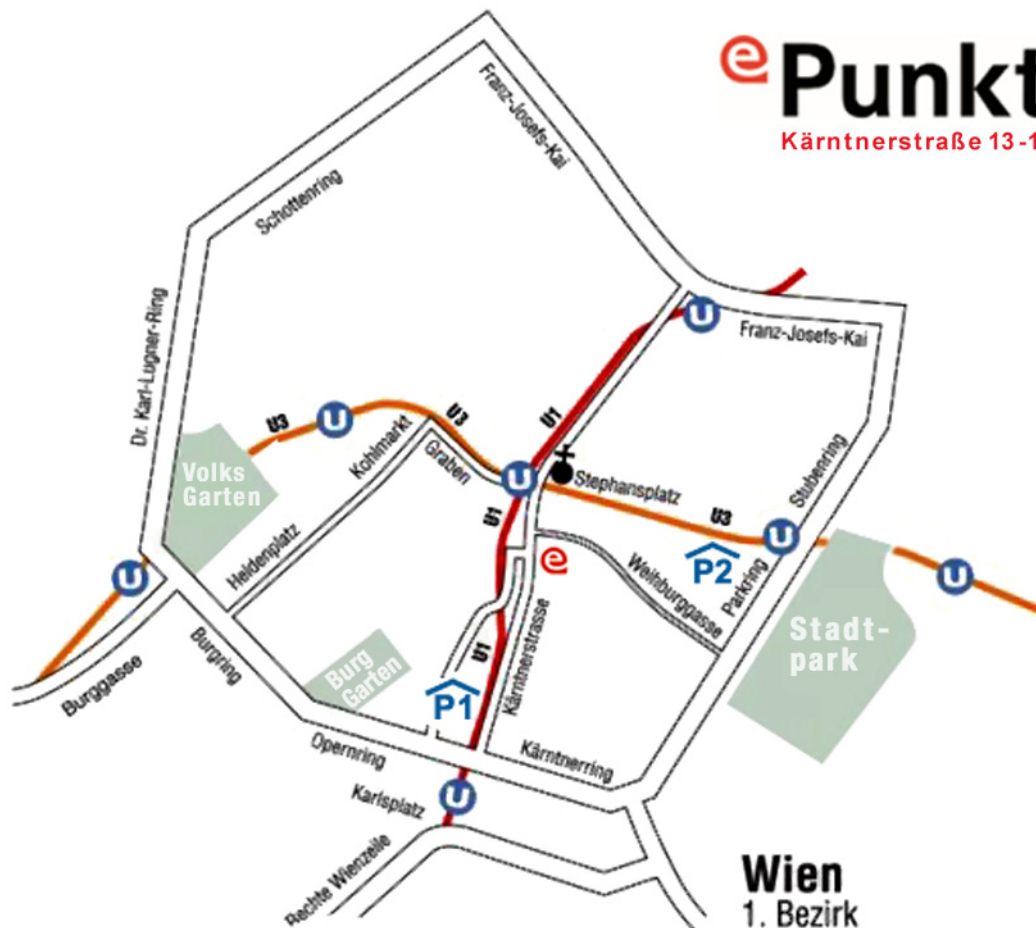 e Punkt
Kärntnerstraße 13-1
Franz-Josefs-Kai
Schottenring
Dr. Karl-Lugner-Ring
Franz-Josefs-Kai
U
U1
U3
U
U3
Kohlmarkt
Graben
Volks
Garten
U
Stephansplatz
U1
U3
Stubenring
U
Heldenplatz
e
P2
Weihburggasse
Parkring
U
U
Stadt-
park
Burggasse
Burgring
Burg
Garten
U1
P1
Kärntnerstrasse
Opernring
Kärntnerring
Karlsplatz
U
Rechte Wienzeile
Wien
1. Bezirk